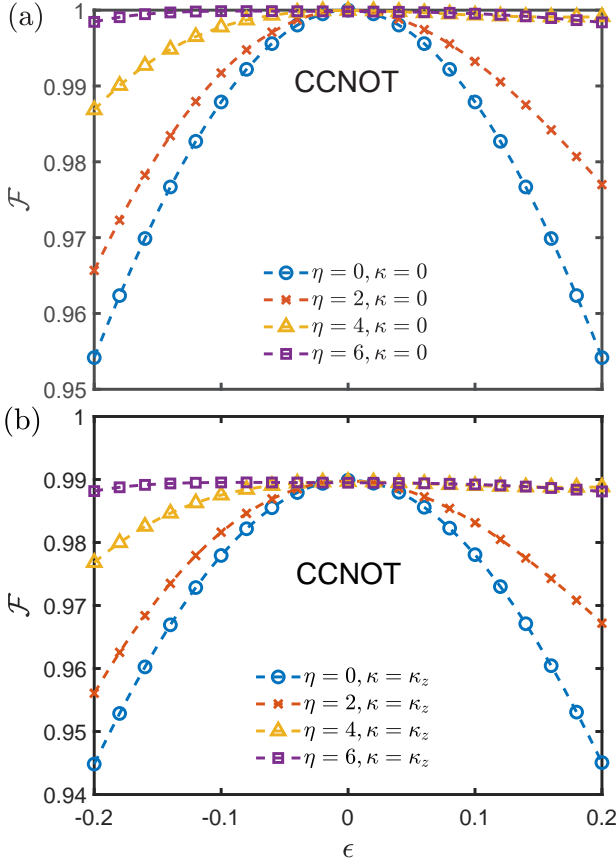 (a)
1
0.99
0.98
0.97
0.96
0.95
ℱ
CCNOT
η = 0, κ = 0
η = 2, κ = 0
η = 4, κ = 0
η = 6, κ = 0
(b)
1
0.99
0.98
0.97
0.96
0.95
0.94
ℱ
CCNOT
η = 0, κ = κ_z
η = 2, κ = κ_z
η = 4, κ = κ_z
η = 6, κ = κ_z
-0.2 -0.1 0 0.1 0.2
ϵ